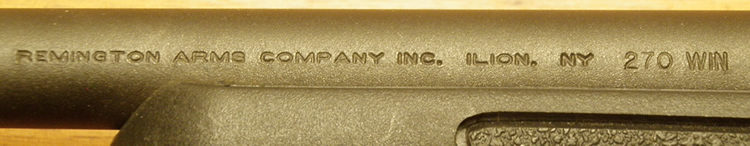 REMINGTON ARMS COMPANY INC. ILION, NY 270 WIN